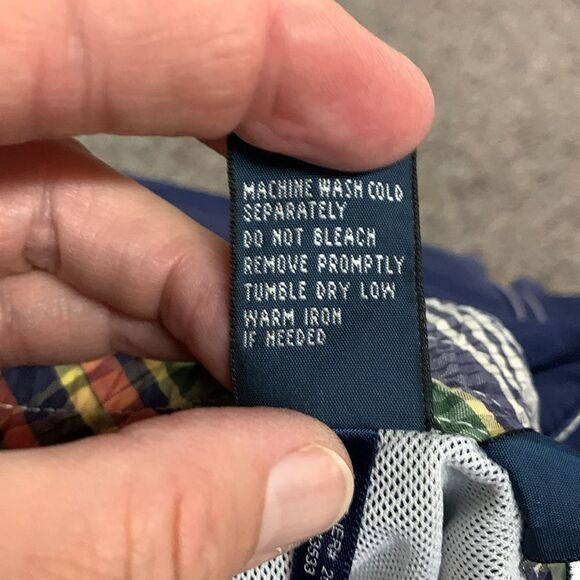 MACHINE WASH COLD
SEPARATELY
DO NOT BLEACH
REMOVE PROMPTLY
TUMBLE DRY LOW
WARM IRON
IF NEEDED